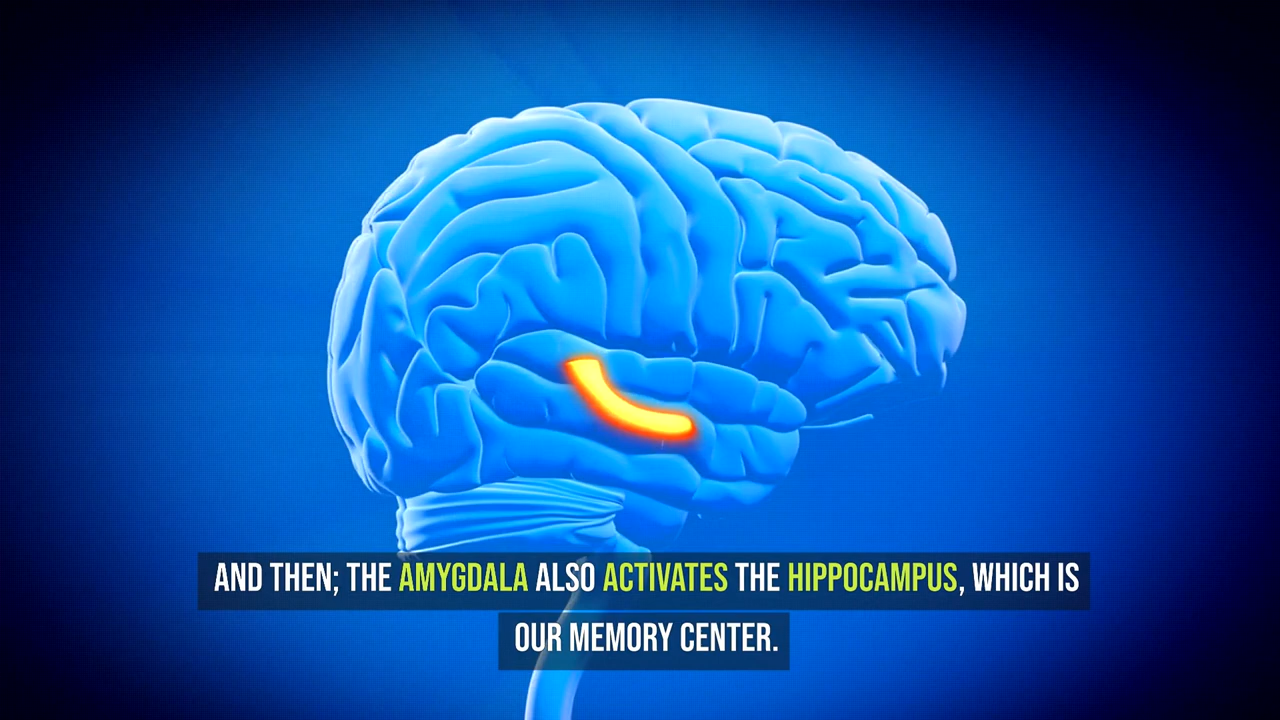 AND THEN; THE AMYGDALA ALSO ACTIVATES THE HIPPOCAMPUS, WHICH IS
OUR MEMORY CENTER.